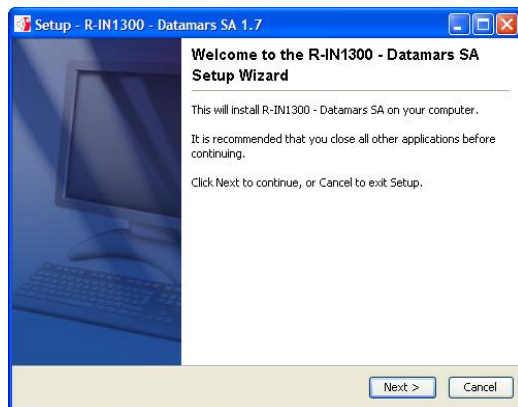 Setup - R-IN1300 - Datamars SA 1.7
Welcome to the R-IN1300 - Datamars SA
Setup Wizard
This will install R-IN1300 - Datamars SA on your computer.
It is recommended that you close all other applications before
continuing.
Click Next to continue, or Cancel to exit Setup.
Next >
Cancel